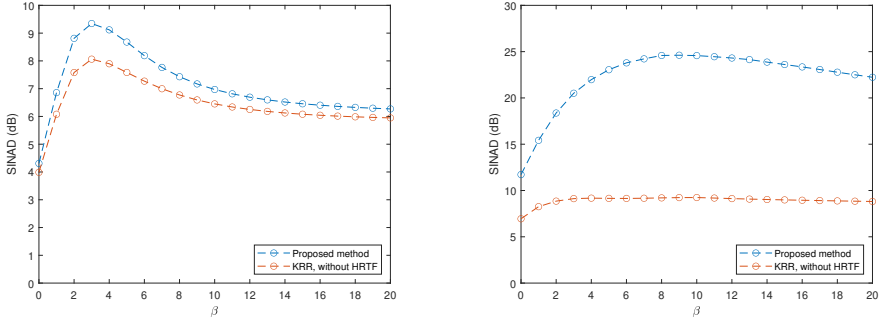 10
9
8
7
6
5
4
3
2
1
0
SINAD (dB)
0 2 4 6 8 10 12 14 16 18 20
β
Proposed method
KRR, without HRTF
30
25
20
15
10
5
0
SINAD (dB)
0 2 4 6 8 10 12 14 16 18 20
β
Proposed method
KRR, without HRTF